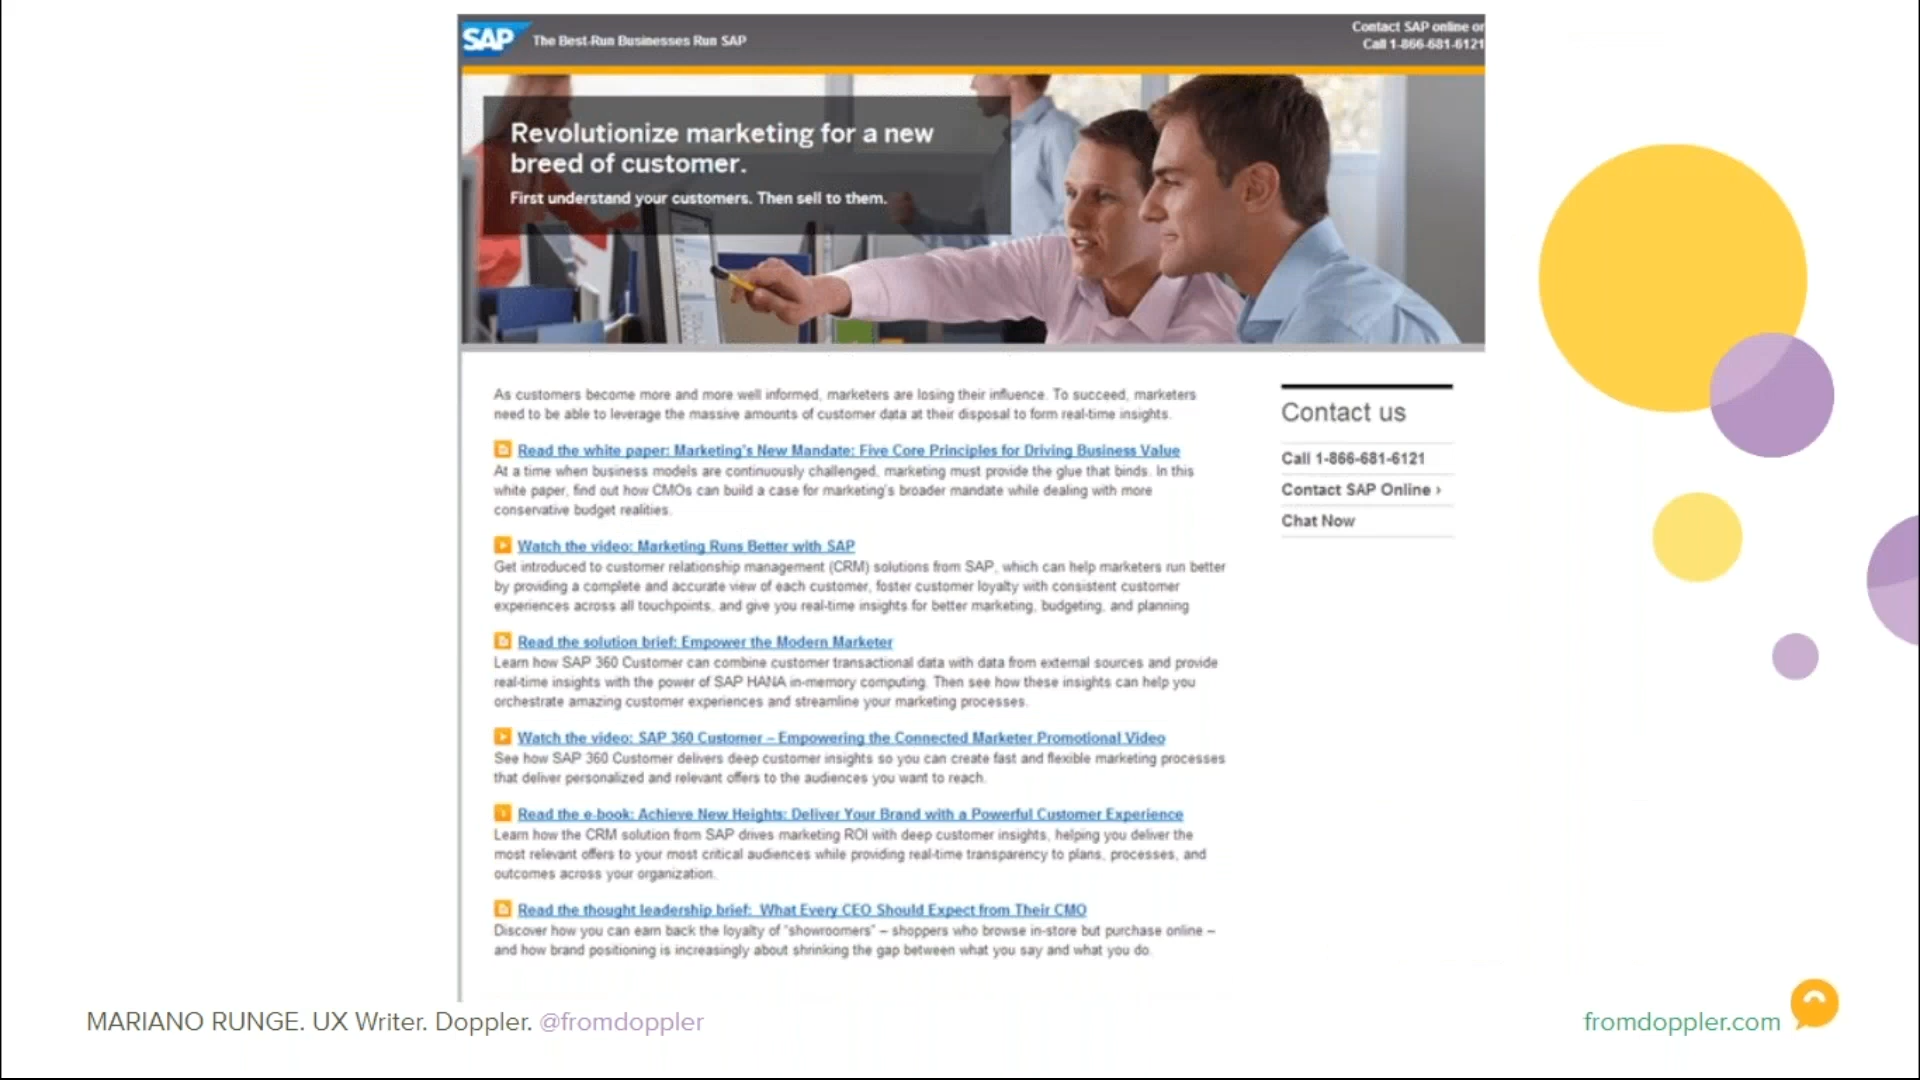 SAP The Best-Run Businesses Run SAP
Contact SAP online or
Call 1-866-681-6121
Revolutionize marketing for a new
breed of customer.
First understand your customers. Then sell to them.
As customers become more and more well informed, marketers are losing their influence. To succeed, marketers
need to be able to leverage the massive amounts of customer data at their disposal to form real-time insights.
Read the white paper: Marketing's New Mandate: Five Core Principles for Driving Business Value
At a time when business models are continuously challenged, marketing must provide the glue that binds. In this
white paper, find out how CMOs can build a case for marketing's broader mandate while dealing with more
conservative budget realities.
Watch the video: Marketing Runs Better with SAP
Get introduced to customer relationship management (CRM) solutions from SAP, which can help marketers run better
by providing a complete and accurate view of each customer, foster customer loyalty with consistent customer
experiences across all touchpoints, and give you real-time insights for better marketing, budgeting, and planning
Read the solution brief: Empower the Modern Marketer
Learn how SAP 360 Customer can combine customer transactional data with data from external sources and provide
real-time insights with the power of SAP HANA in-memory computing. Then see how these insights can help you
orchestrate amazing customer experiences and streamline your marketing processes.
Watch the video: SAP 360 Customer – Empowering the Connected Marketer Promotional Video
See how SAP 360 Customer delivers deep customer insights so you can create fast and flexible marketing processes
that deliver personalized and relevant offers to the audiences you want to reach.
Read the e-book: Achieve New Heights: Deliver Your Brand with a Powerful Customer Experience
Learn how the CRM solution from SAP drives marketing ROI with deep customer insights, helping you deliver the
most relevant offers to your most critical audiences while providing real-time transparency to plans, processes, and
outcomes across your organization.
Read the thought leadership brief: What Every CEO Should Expect from Their CMO
Discover how you can earn back the loyalty of "showroomers" – shoppers who browse in-store but purchase online –
and how brand positioning is increasingly about shrinking the gap between what you say and what you do.
Contact us
Call 1-866-681-6121
Contact SAP Online ›
Chat Now
MARIANO RUNGE. UX Writer. Doppler. @fromdoppler
fromdoppler.com